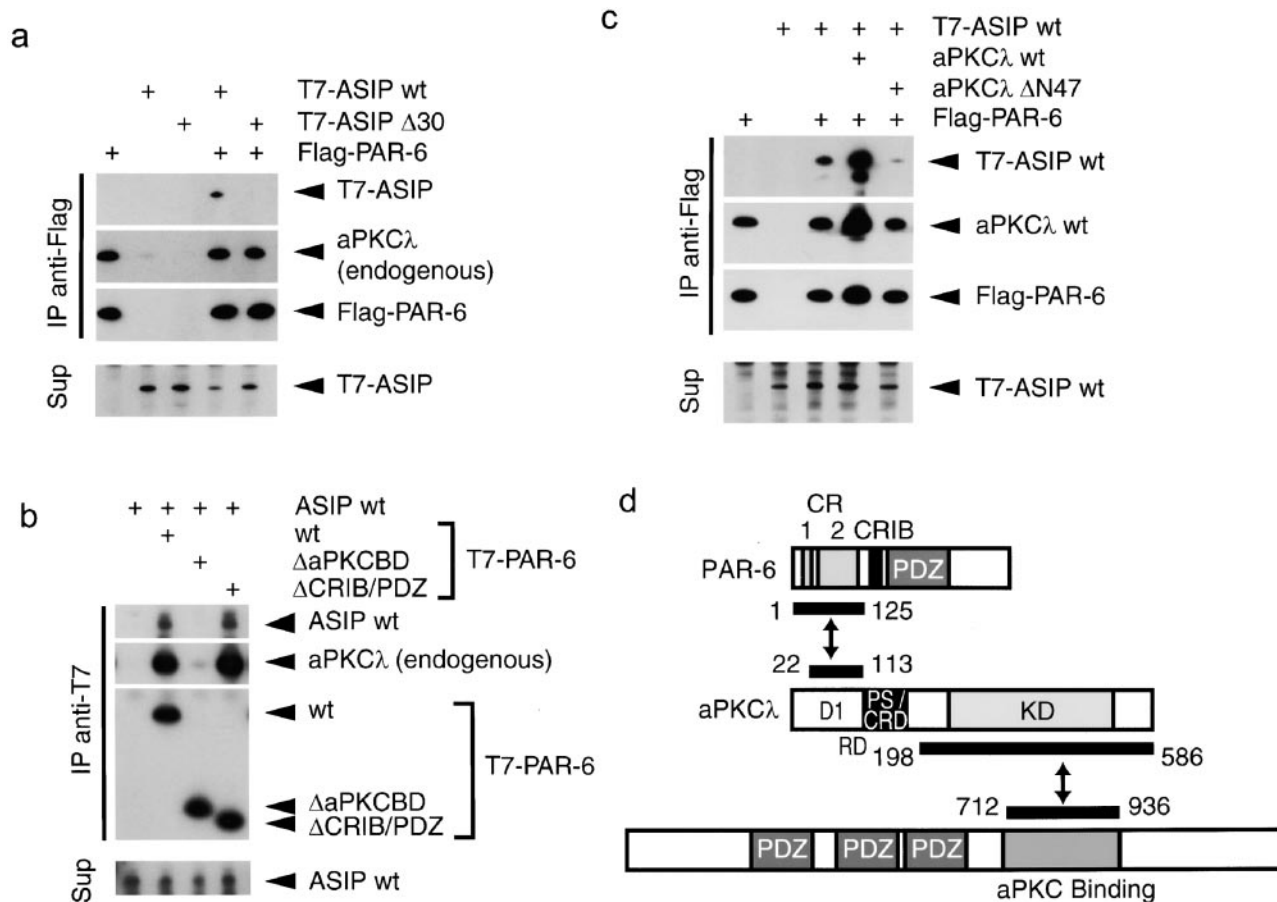 a
+ + T7-ASIP wt
+ + T7-ASIP Δ30
+ + + Flag-PAR-6
IP anti-Flag
T7-ASIP
aPKCλ
(endogenous)
Flag-PAR-6
Sup
T7-ASIP
c
+ + + + T7-ASIP wt
+ aPKCλ wt
+ aPKCλ ΔN47
+ + + + Flag-PAR-6
IP anti-Flag
T7-ASIP wt
aPKCλ wt
Flag-PAR-6
Sup
T7-ASIP wt
b
+ + + + ASIP wt
+ wt
+ ΔaPKCBD
+ ΔCRIB/PDZ
T7-PAR-6
IP anti-T7
ASIP wt
aPKCλ (endogenous)
wt
ΔaPKCBD
ΔCRIB/PDZ
T7-PAR-6
Sup
ASIP wt
d
CR
1 2 CRIB
PAR-6 PDZ
1 125
22 113
aPKCλ D1 PS / CRD KD
RD 198 586
712 936
PDZ PDZ PDZ
aPKC Binding